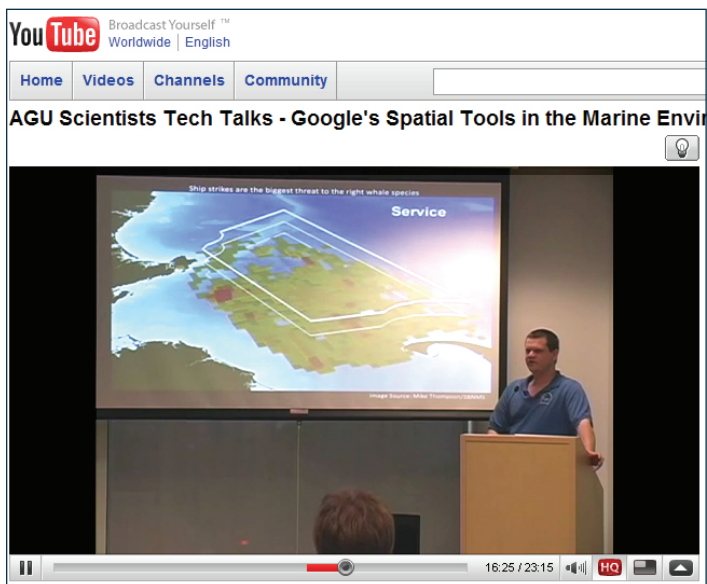 YouTube Broadcast Yourself ™
Worldwide | English
Home Videos Channels Community
AGU Scientists Tech Talks - Google's Spatial Tools in the Marine Envir
Ship strikes are the biggest threat to the right whale species
Service
Image Source: Mike Thompson/SBNMS
16:25 / 23:15 HQ